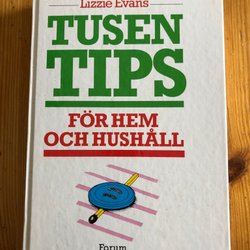 Lizzie Evans
TUSEN
TIPS
FÖR HEM
OCH HUSHÅLL
Forum